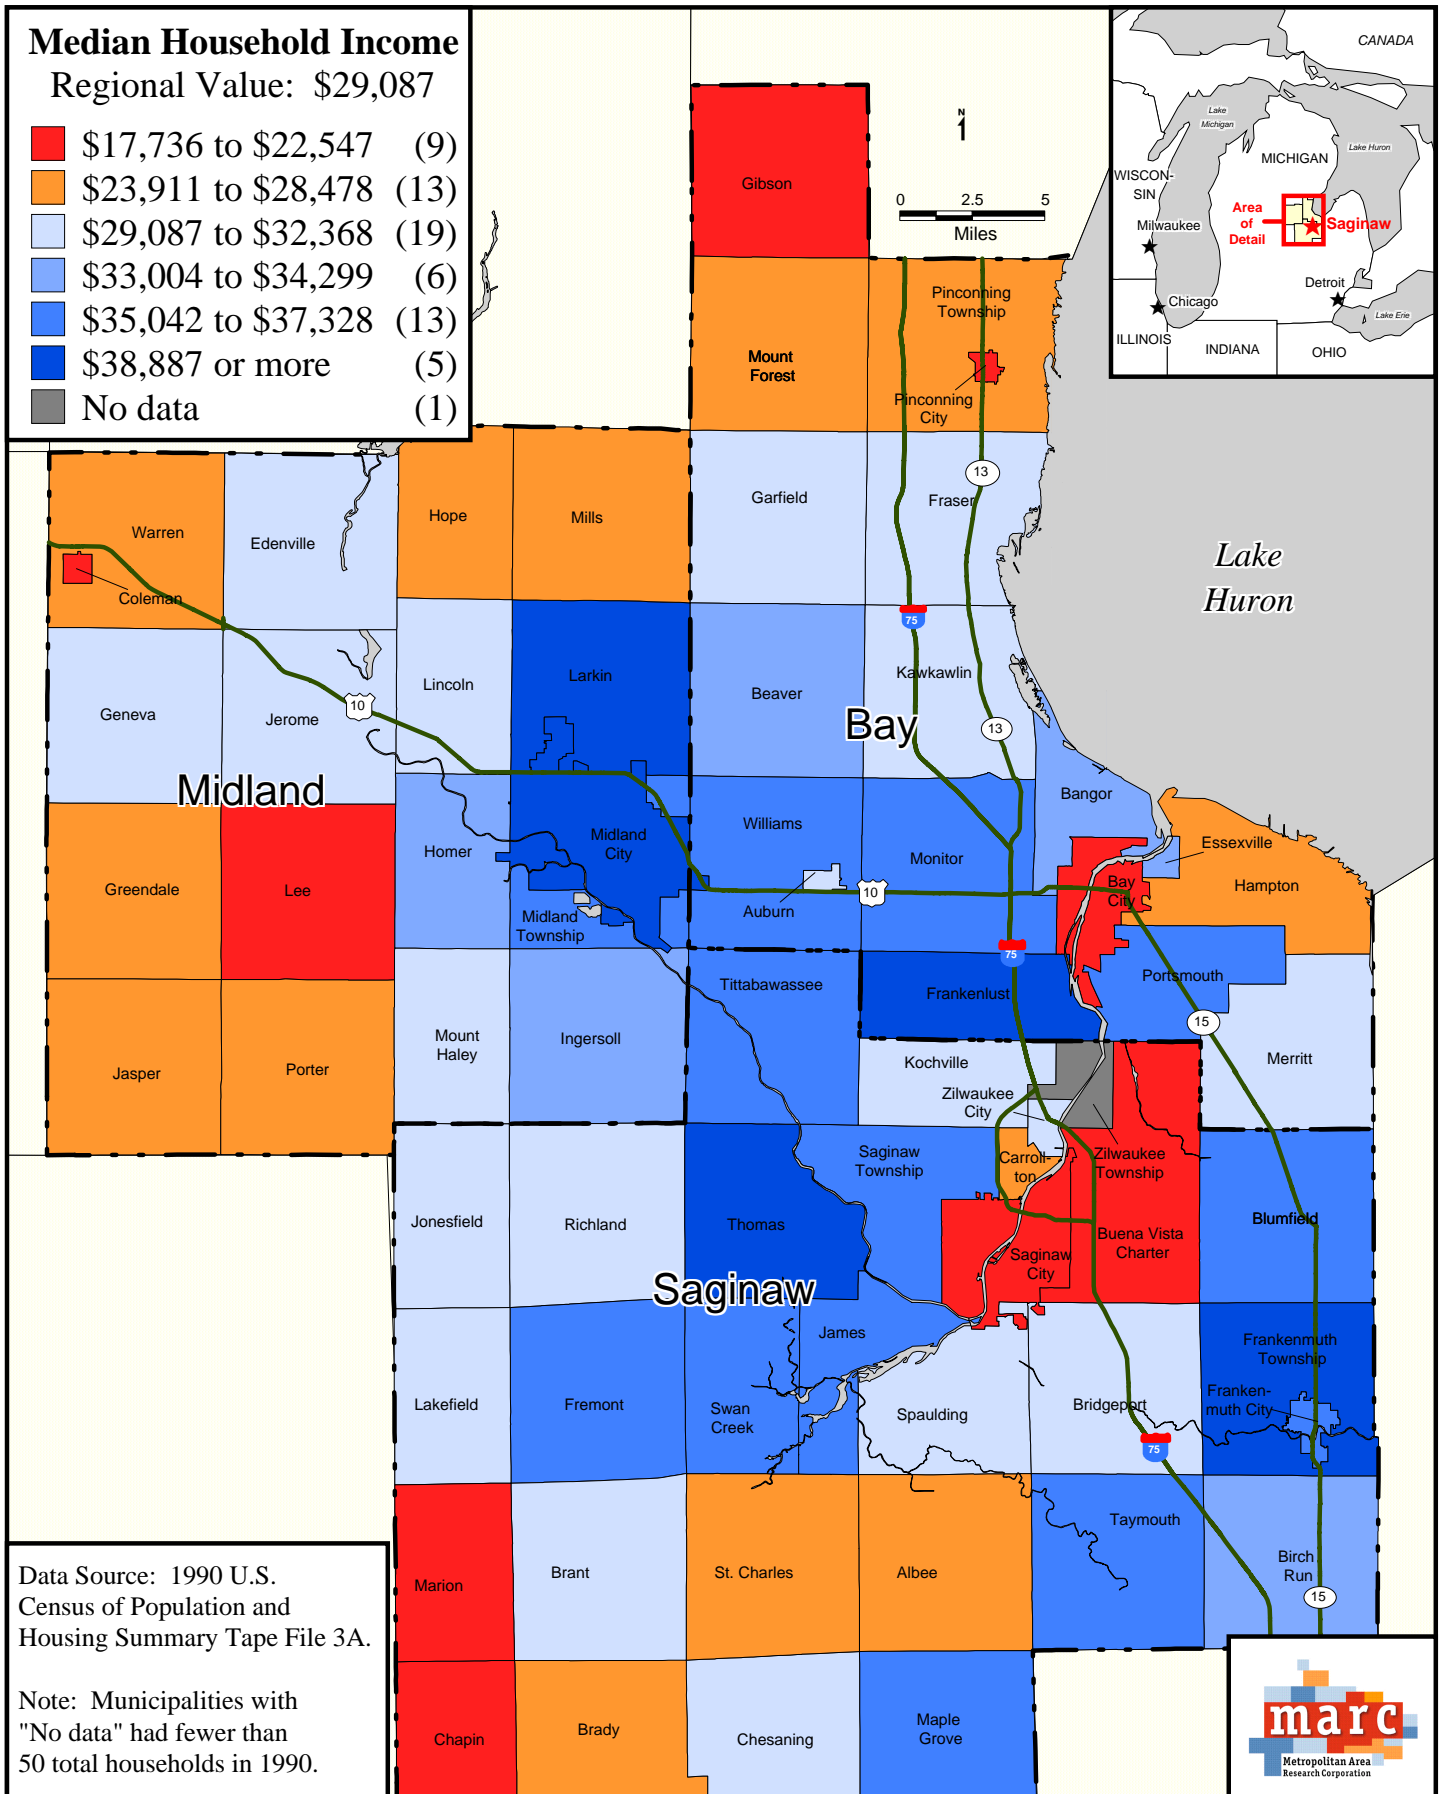 Median Household Income
Regional Value: $29,087
$17,736 to $22,547 (9)
$23,911 to $28,478 (13)
$29,087 to $32,368 (19)
$33,004 to $34,299 (6)
$35,042 to $37,328 (13)
$38,887 or more (5)
No data (1)
N
0 2.5 5
Miles
CANADA
Lake
Michigan
Lake Huron
MICHIGAN
WISCON-
SIN
Area
of
Detail
Saginaw
Milwaukee
Detroit
Chicago
Lake Erie
ILLINOIS
INDIANA
OHIO
Gibson
Pinconning
Township
Mount
Forest
Pinconning
City
13
Garfield
Fraser
Hope
Mills
Warren
Edenville
Coleman
Lake
Huron
75
Kawkawlin
Larkin
Lincoln
Beaver
Geneva
Jerome
10
Bay
13
Midland
Bangor
Williams
Midland
City
Homer
Monitor
Essexville
Greendale
Lee
Bay
City
Hampton
10
Auburn
Midland
Township
75
Tittabawassee
Frankenlust
Portsmouth
15
Mount
Haley
Ingersoll
Kochville
Merritt
Jasper
Porter
Zilwaukee
City
Saginaw
Township
Carroll-
ton
Zilwaukee
Township
Jonesfield
Richland
Thomas
Blumfield
Buena Vista
Charter
Saginaw
City
Saginaw
James
Frankenmuth
Township
Lakefield
Fremont
Swan
Creek
Spaulding
Bridgeport
Franken-
muth City
75
Taymouth
Birch
Run
Marion
Brant
St. Charles
Albee
15
Chapin
Brady
Chesaning
Maple
Grove
Data Source: 1990 U.S.
Census of Population and
Housing Summary Tape File 3A.
Note: Municipalities with
"No data" had fewer than
50 total households in 1990.
marc
Metropolitan Area
Research Corporation